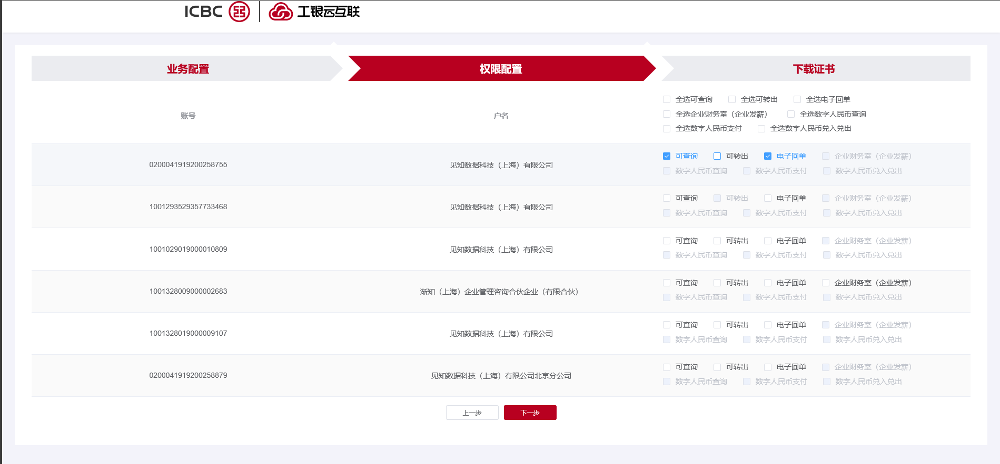 ICBC 工银云互联
业务配置 权限配置 下载证书
账号 户名
全选可查询 全选可转出 全选电子回单
全选企业财务室（企业发薪） 全选数字人民币查询
全选数字人民币支付 全选数字人民币兑入兑出
0200041919200258755 见知数据科技（上海）有限公司
可查询 可转出 电子回单 企业财务室（企业发薪）
数字人民币查询 数字人民币支付 数字人民币兑入兑出
1001293529357733468 见知数据科技（上海）有限公司
可查询 可转出 电子回单 企业财务室（企业发薪）
数字人民币查询 数字人民币支付 数字人民币兑入兑出
1001029019000010809 见知数据科技（上海）有限公司
可查询 可转出 电子回单 企业财务室（企业发薪）
数字人民币查询 数字人民币支付 数字人民币兑入兑出
1001328009000002683 渐知（上海）企业管理咨询合伙企业（有限合伙）
可查询 可转出 电子回单 企业财务室（企业发薪）
数字人民币查询 数字人民币支付 数字人民币兑入兑出
1001328019000009107 见知数据科技（上海）有限公司
可查询 可转出 电子回单 企业财务室（企业发薪）
数字人民币查询 数字人民币支付 数字人民币兑入兑出
0200041919200258879 见知数据科技（上海）有限公司北京分公司
可查询 可转出 电子回单 企业财务室（企业发薪）
数字人民币查询 数字人民币支付 数字人民币兑入兑出
上一步 下一步